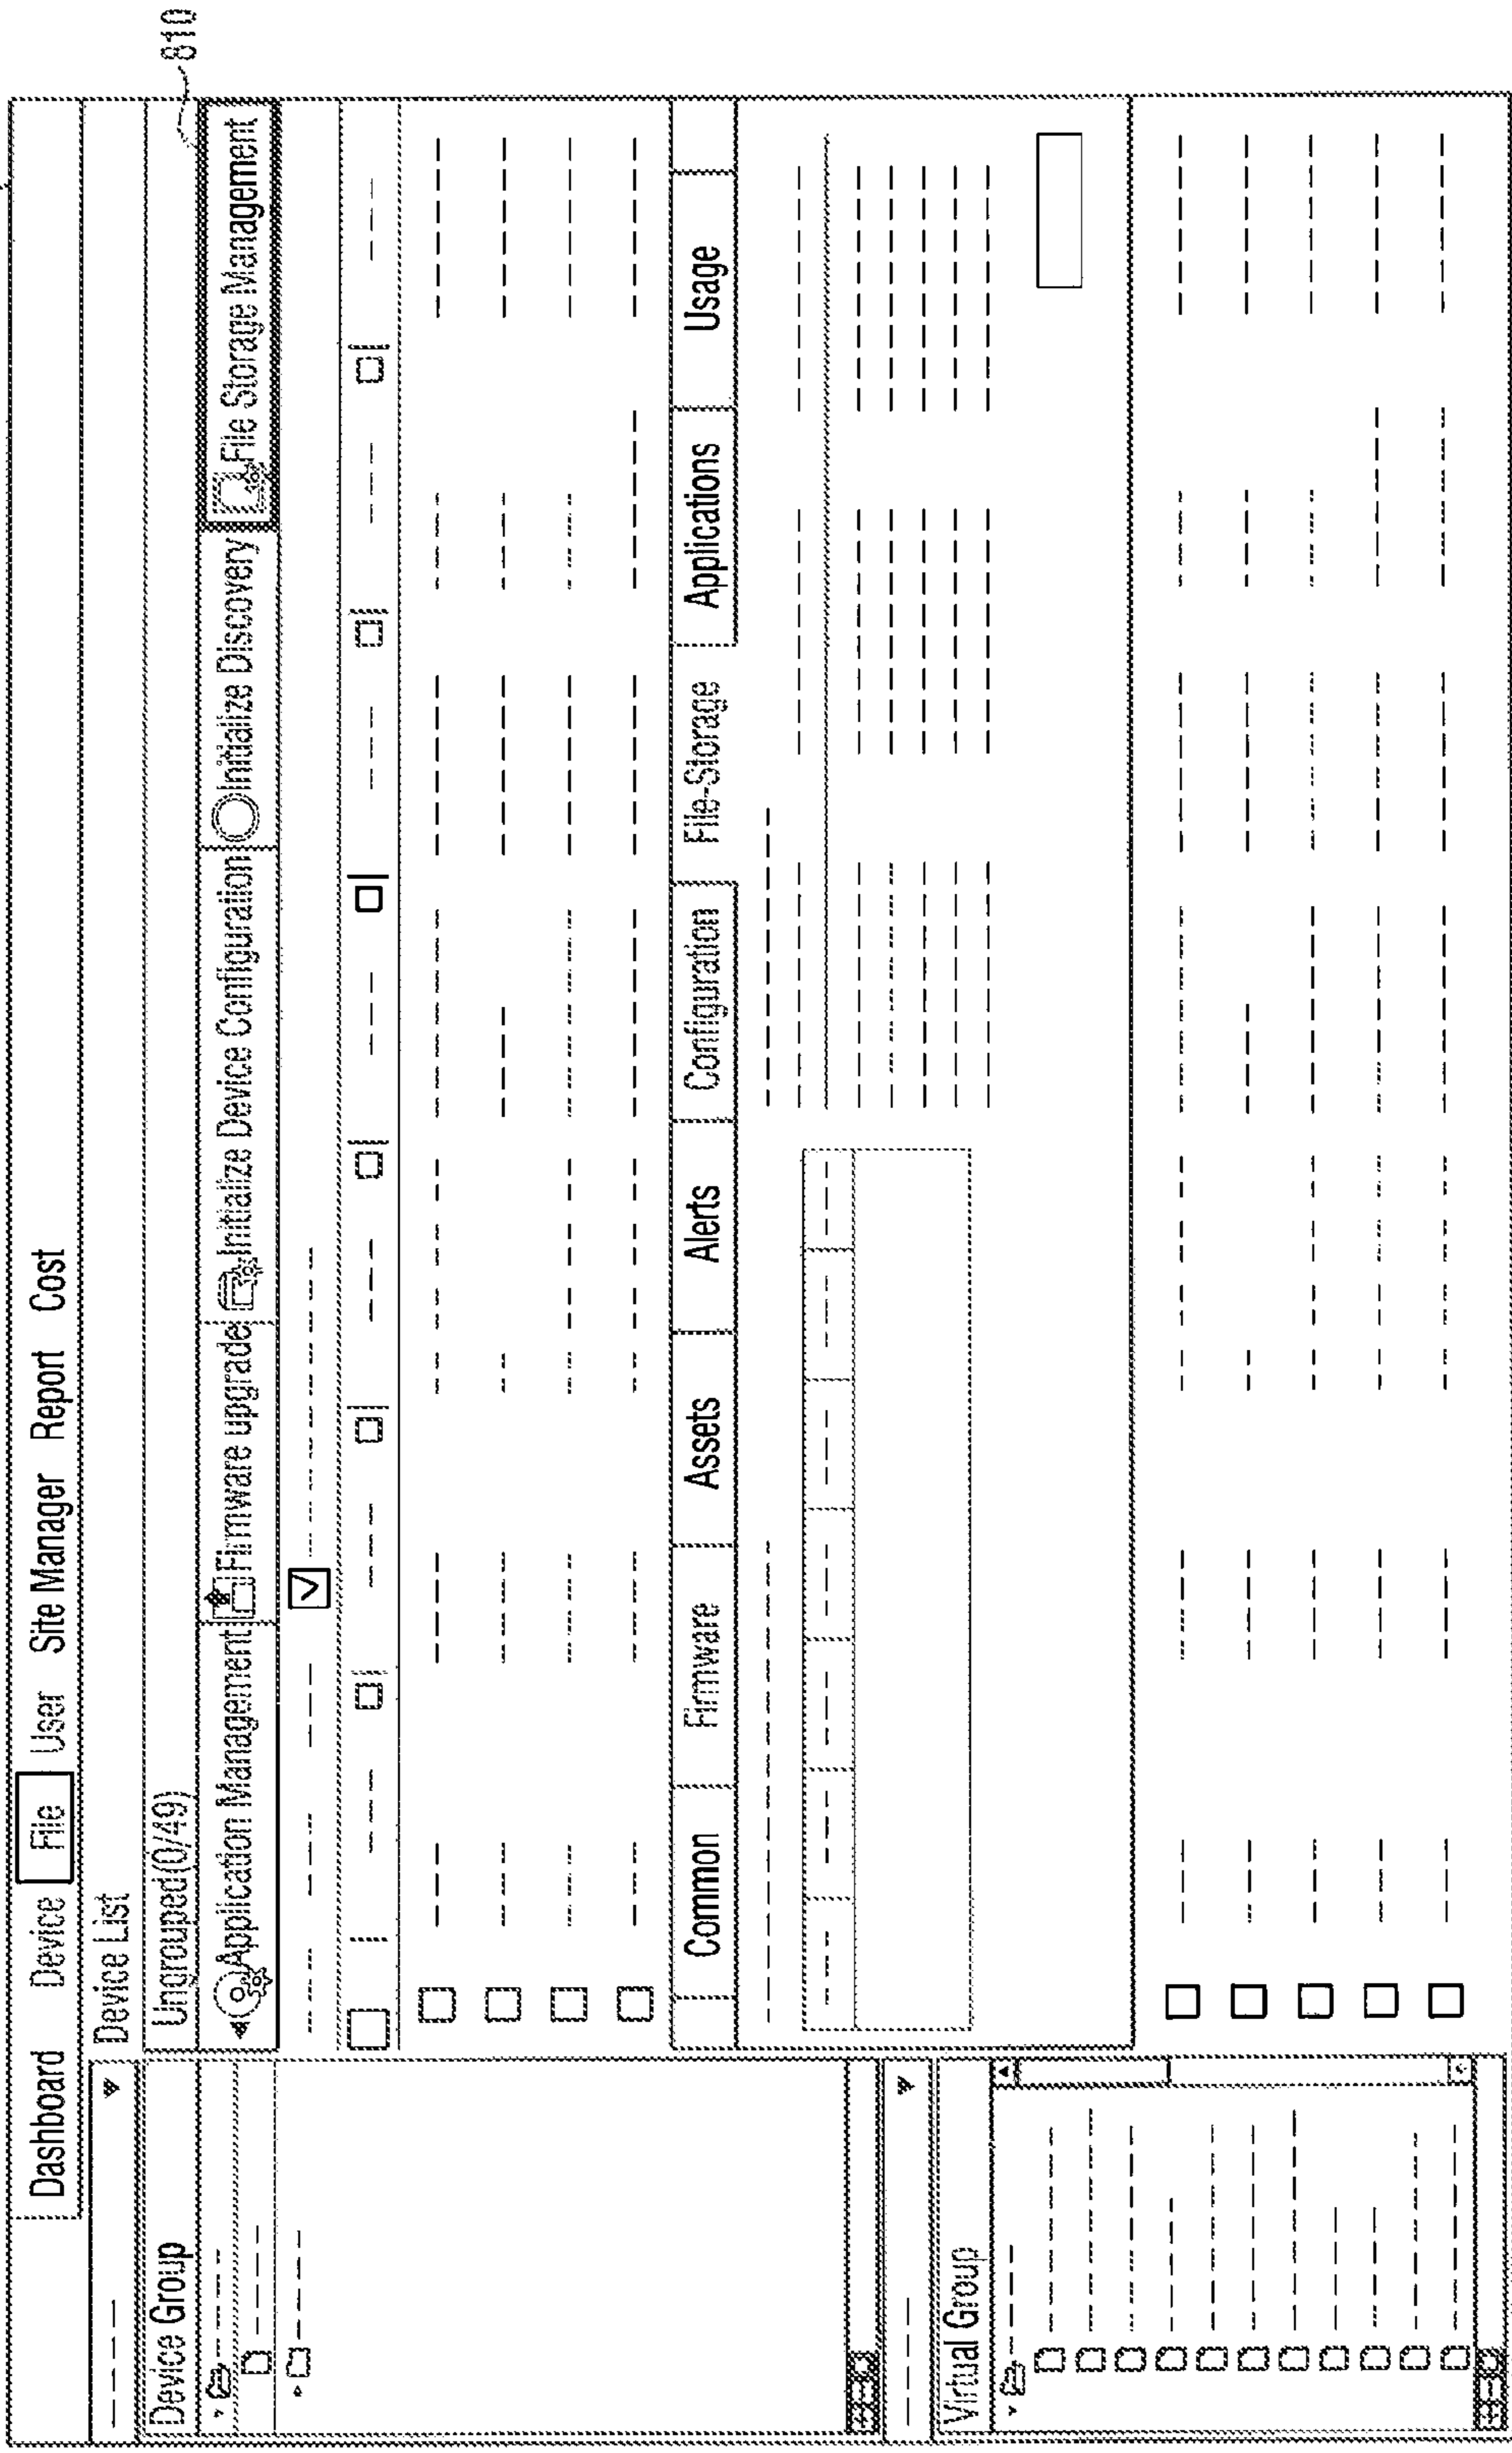 810
Dashboard Device File User Site Manager Report Cost
Device List
Device Group
Ungrouped(0/49)
Application Management Firmware upgrade Initialize Device Configuration Initialize Discovery File Storage Management
Common Firmware Assets Alerts Configuration File-Storage Applications Usage
Virtual Group